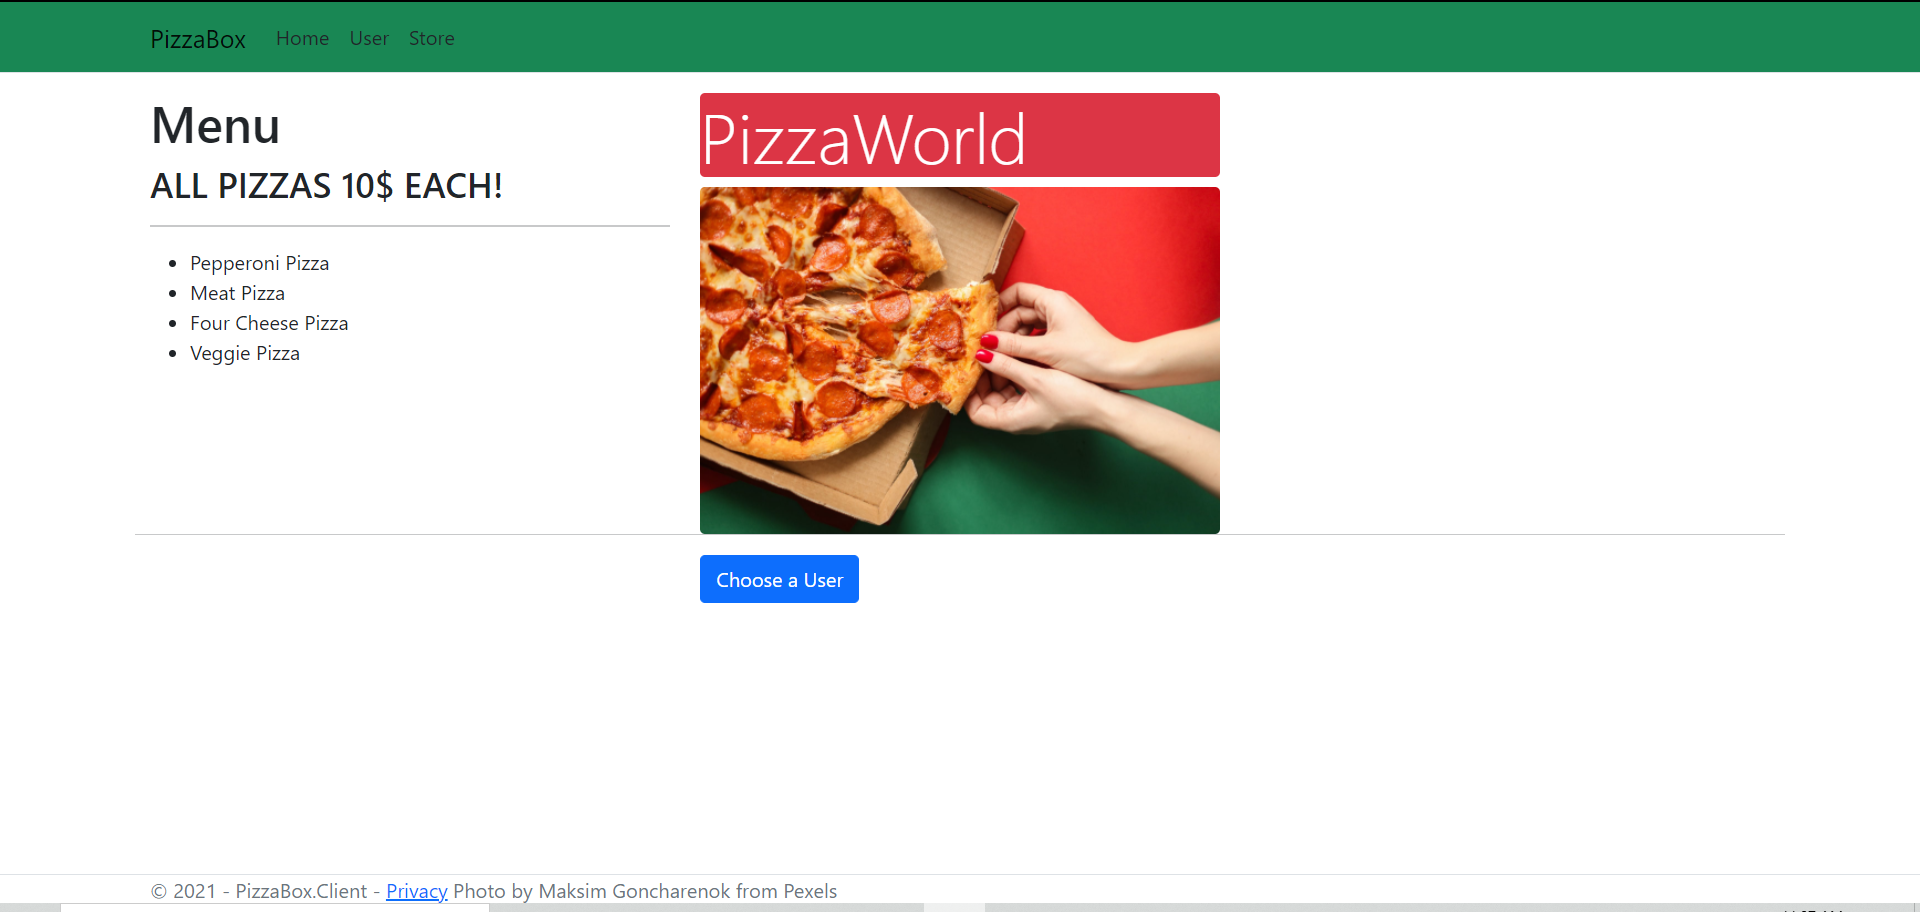 PizzaBox Home User Store
Menu
ALL PIZZAS 10$ EACH!
Pepperoni Pizza
Meat Pizza
Four Cheese Pizza
Veggie Pizza
PizzaWorld
Choose a User
© 2021 - PizzaBox.Client - Privacy Photo by Maksim Goncharenok from Pexels